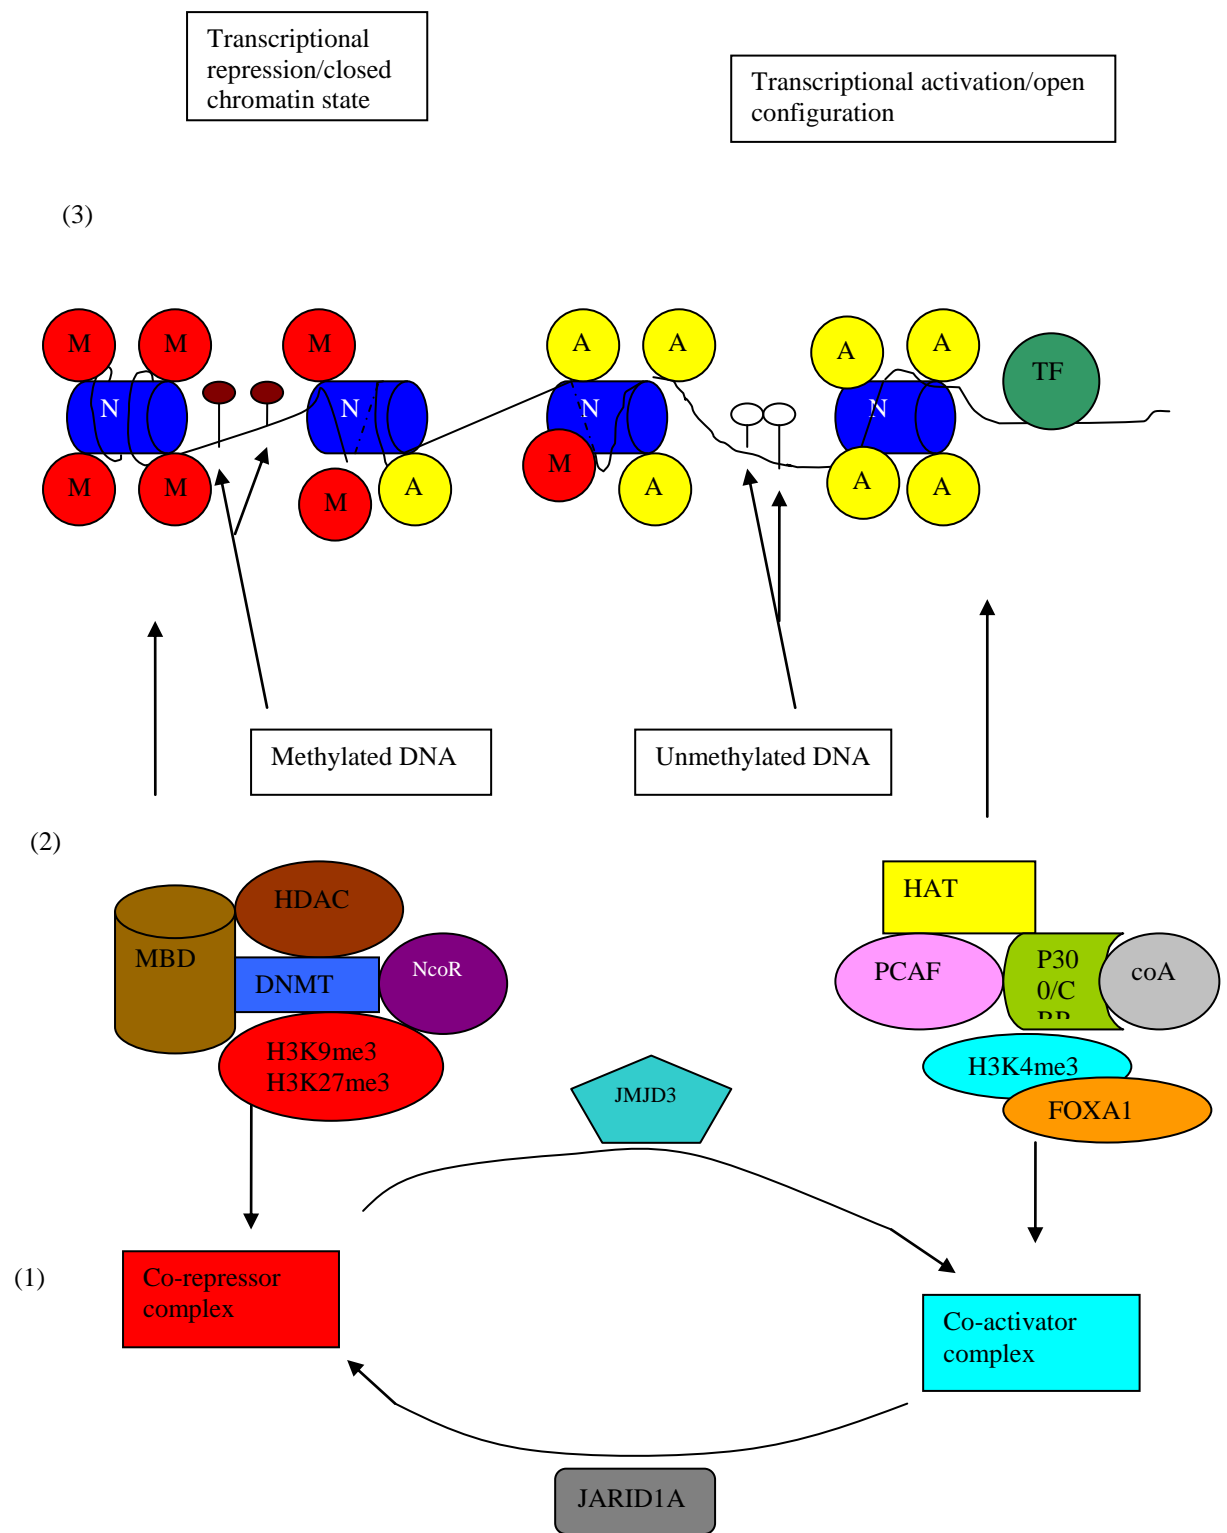 Transcriptional
repression/closed
chromatin state
Transcriptional activation/open
configuration
(3)
M
M
M
A
A
A
A
TF
N
N
N
N
M
M
M
A
M
A
A
A
Methylated DNA
Unmethylated DNA
(2)
HDAC
MBD
DNMT
NcoR
H3K9me3
H3K27me3
HAT
PCAF
P30
0/C
BP
coA
H3K4me3
FOXA1
JMJD3
(1)
Co-repressor
complex
Co-activator
complex
JARID1A